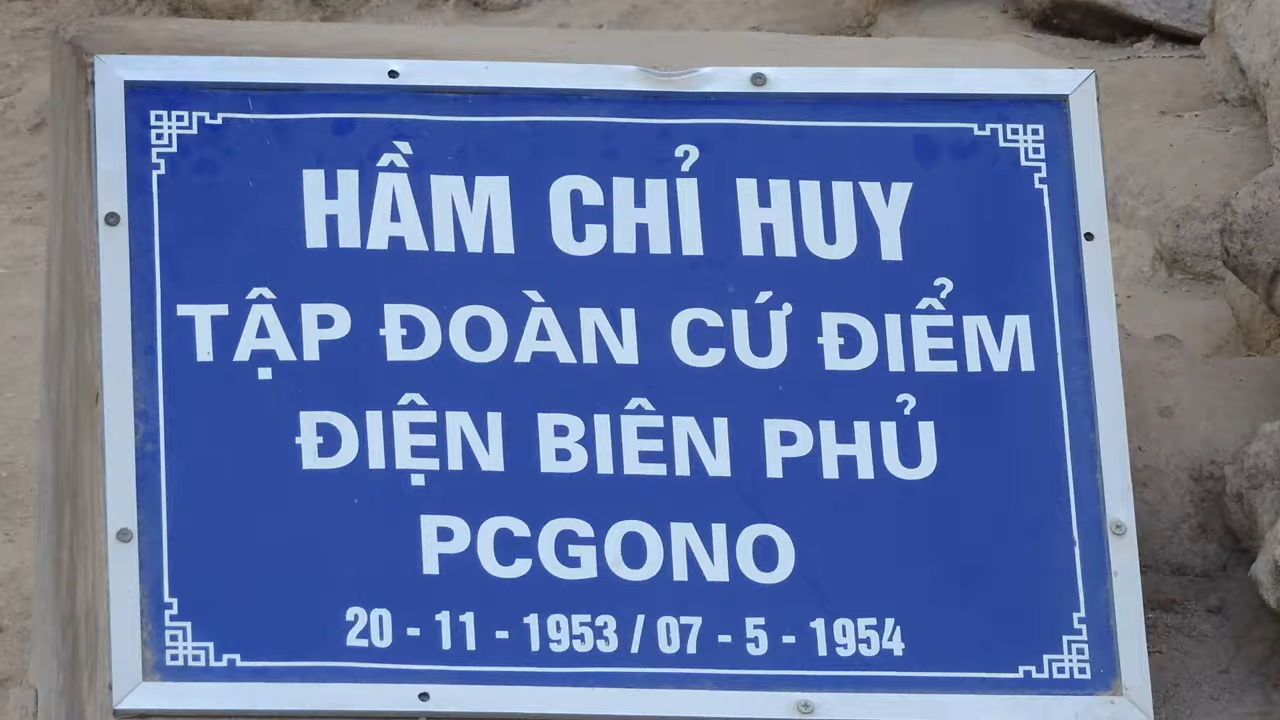 HẦM CHỈ HUY
TẬP ĐOÀN CỨ ĐIỂM
ĐIỆN BIÊN PHỦ
PCGONO
20 - 11 - 1953 / 07 - 5 - 1954